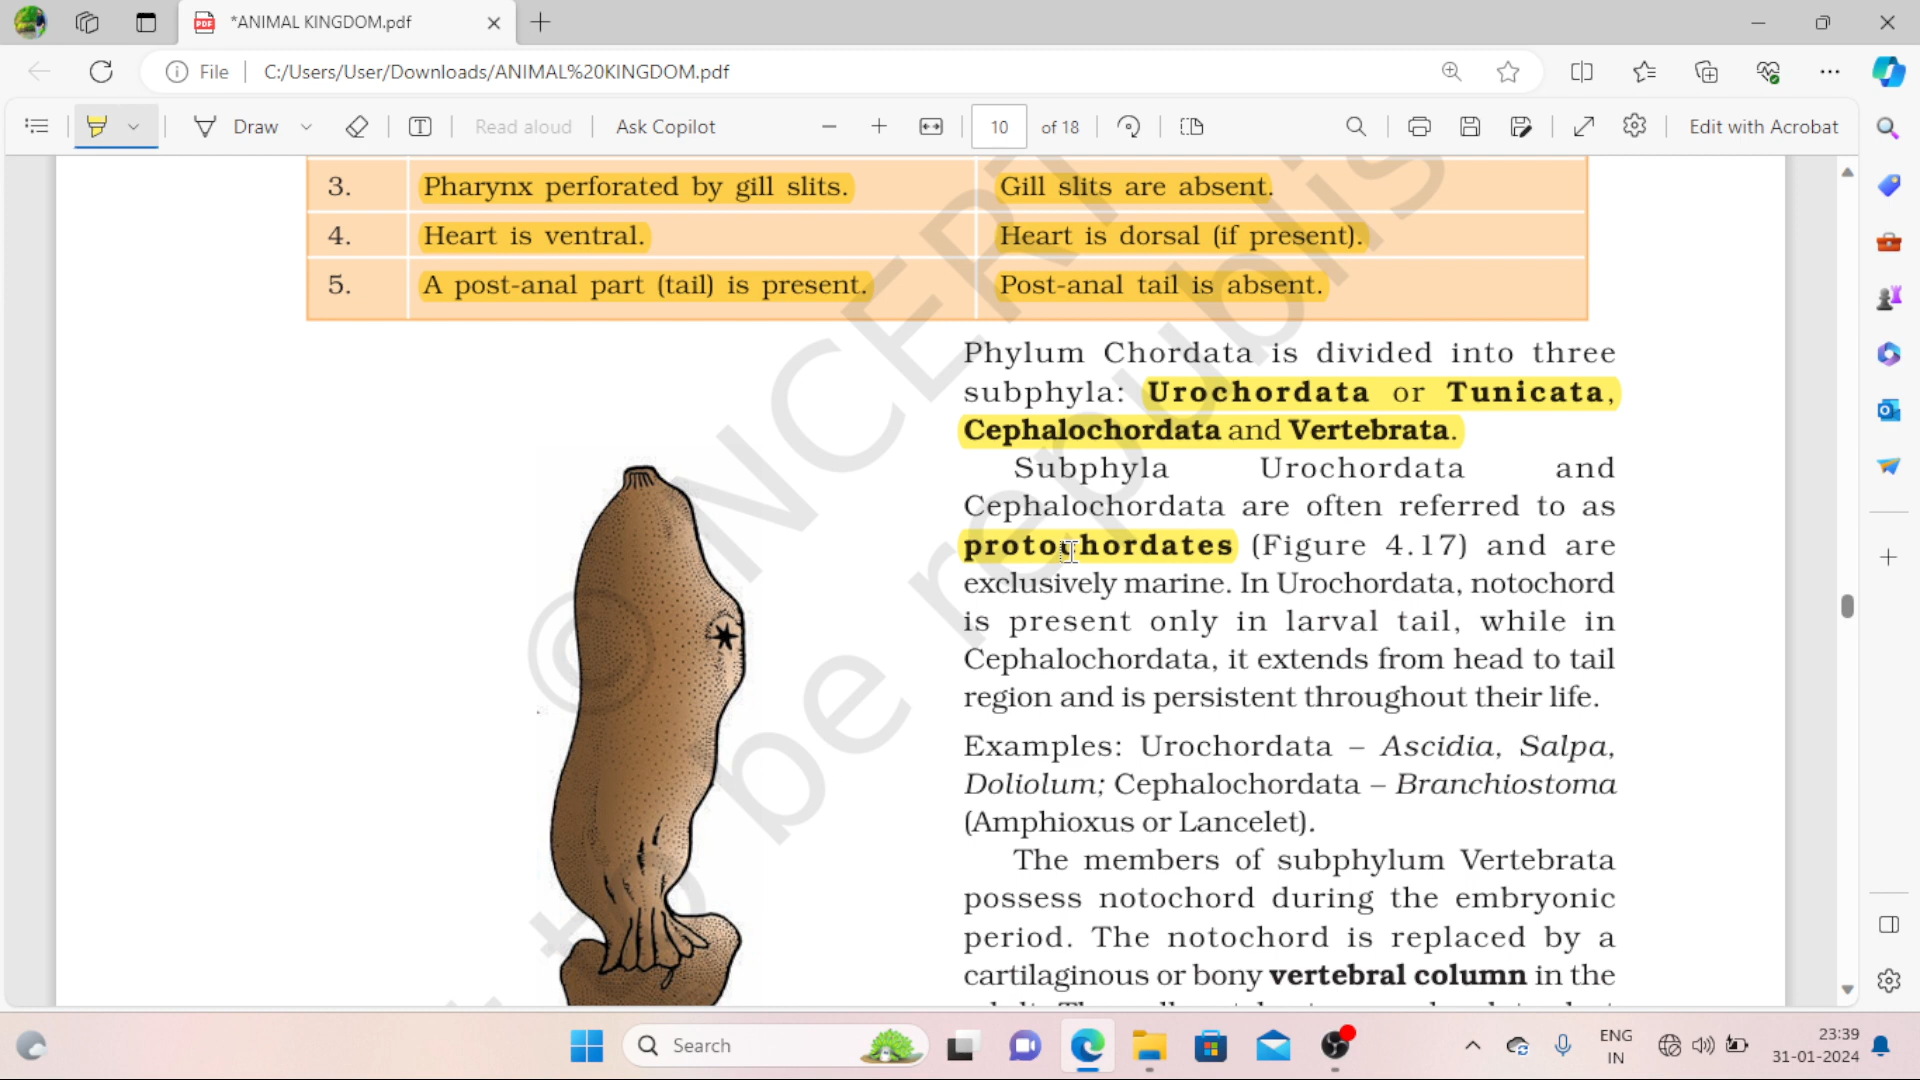 *ANIMAL KINGDOM.pdf
File
C:/Users/User/Downloads/ANIMAL%20KINGDOM.pdf
Draw
Read aloud
Ask Copilot
10 of 18
Edit with Acrobat
3. Pharynx perforated by gill slits. Gill slits are absent.
4. Heart is ventral. Heart is dorsal (if present).
5. A post-anal part (tail) is present. Post-anal tail is absent.
© NCERT
t be republis
Phylum Chordata is divided into three
subphyla: Urochordata or Tunicata,
Cephalochordata and Vertebrata.
Subphyla Urochordata and
Cephalochordata are often referred to as
protochordates (Figure 4.17) and are
exclusively marine. In Urochordata, notochord
is present only in larval tail, while in
Cephalochordata, it extends from head to tail
region and is persistent throughout their life.
Examples: Urochordata – Ascidia, Salpa,
Doliolum; Cephalochordata – Branchiostoma
(Amphioxus or Lancelet).
The members of subphylum Vertebrata
possess notochord during the embryonic
period. The notochord is replaced by a
cartilaginous or bony vertebral column in the
Search
ENG
IN
23:39
31-01-2024